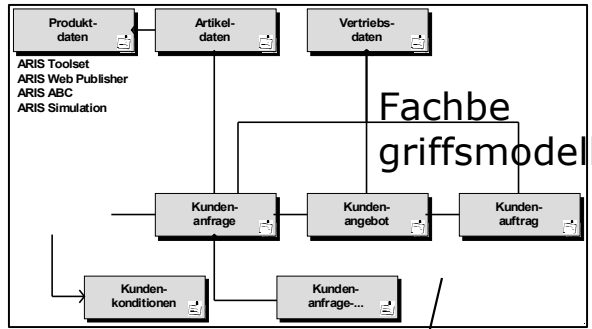 Produkt-
daten
Artikel-
daten
Vertriebs-
daten
ARIS Toolset
ARIS Web Publisher
ARIS ABC
ARIS Simulation
Fachbe
griffsmodell
Kunden-
anfrage
Kunden-
angebot
Kunden-
auftrag
Kunden-
konditionen
Kunden-
anfrage-...